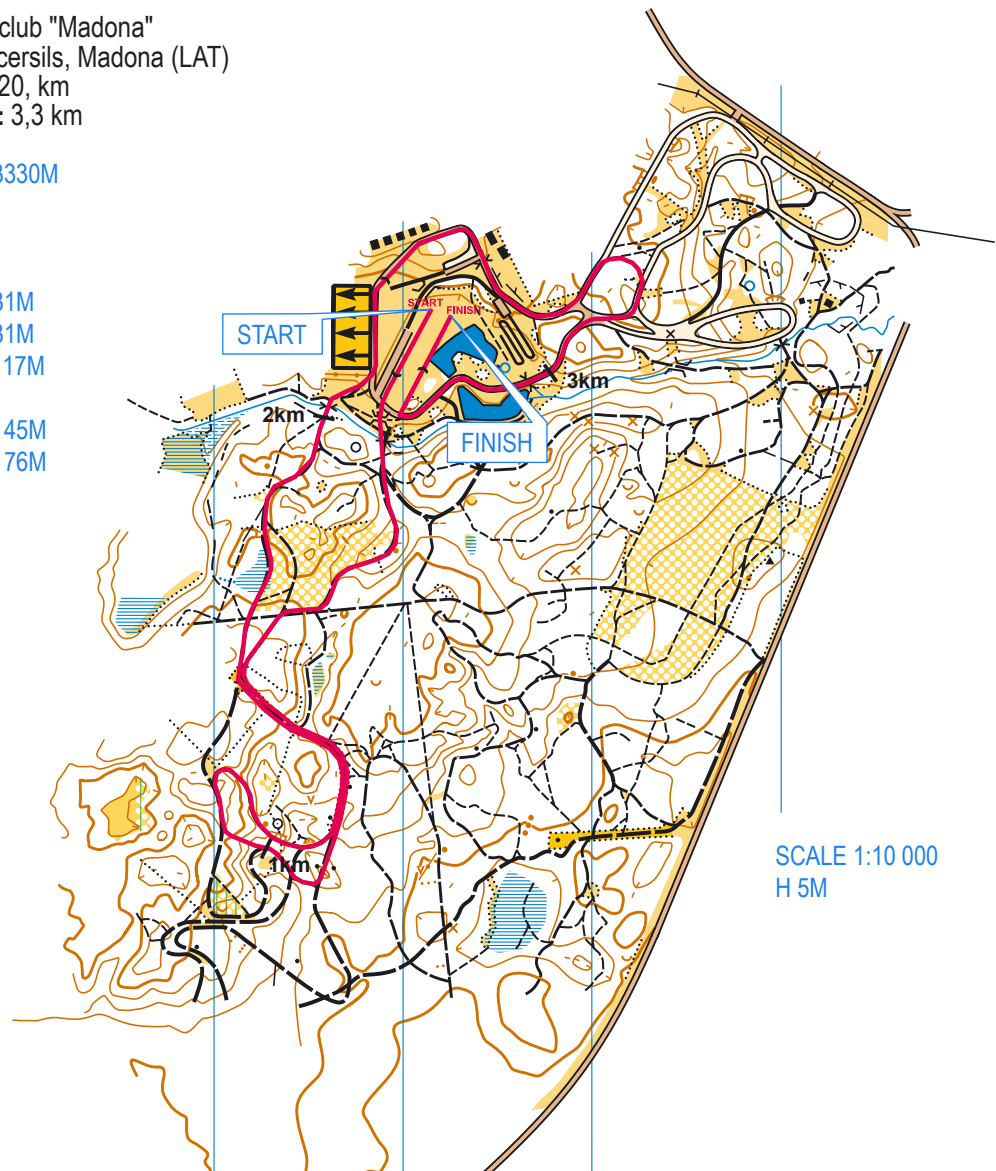 club "Madona"
cersils, Madona (LAT)
20, km
: 3,3 km
3330M
31M
31M
17M
45M
76M
START
FINISH
START
2km
3km
FINISH
1km
SCALE 1:10 000
H 5M